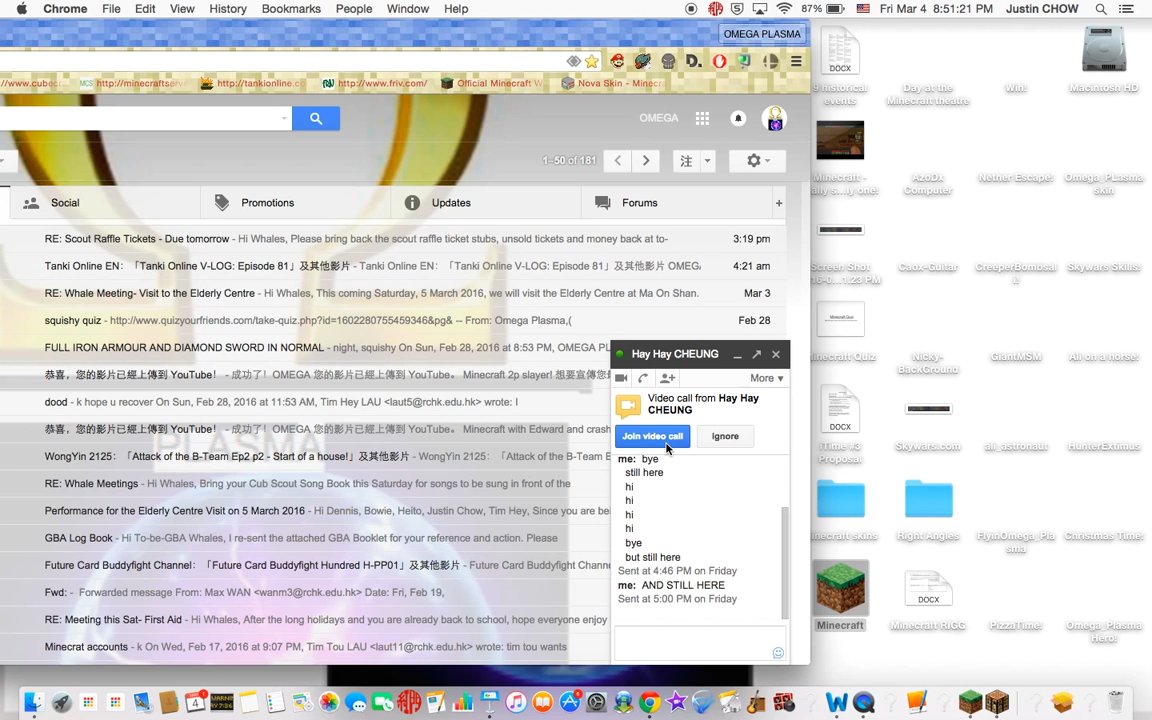 Chrome File Edit View History Bookmarks People Window Help 87% Fri Mar 4 8:51:21 PM Justin CHOW
OMEGA PLASMA
http://minecraftserv
http://tankionline.co
http://www.friv.com/
Official Minecraft W
Nova Skin - Minecr
OMEGA
1–50 of 181
注
Social
Promotions
Updates
Forums
+
RE: Scout Raffle Tickets - Due tomorrow - Hi Whales, Please bring back the scout raffle ticket stubs, unsold tickets and money back at to- 3:19 pm
Tanki Online EN：「Tanki Online V-LOG: Episode 81」及其他影片 - Tanki Online EN：「Tanki Online V-LOG: Episode 81」及其他影片 OMEGA 4:21 am
RE: Whale Meeting- Visit to the Elderly Centre - Hi Whales, This coming Saturday, 5 March 2016, we will visit the Elderly Centre at Ma On Shan. Mar 3
squishy quiz - http://www.quizyourfriends.com/take-quiz.php?id=1602280755459346&pg& -- From: Omega Plasma,( Feb 28
FULL IRON ARMOUR AND DIAMOND SWORD IN NORMAL - night, squishy On Sun, Feb 28, 2016 at 8:53 PM, OMEGA PL
恭喜，您的影片已經上傳到 YouTube！ - 成功了！OMEGA 您的影片已經上傳到 YouTube。 Minecraft 2p slayer! 想要宣傳您
dood - k hope u recover On Sun, Feb 28, 2016 at 11:53 AM, Tim Hey LAU <laut5@rchk.edu.hk> wrote: I
恭喜，您的影片已經上傳到 YouTube！ - 成功了！OMEGA 您的影片已經上傳到 YouTube。 Minecraft with Edward and crash
WongYin 2125：「Attack of the B-Team Ep2 p2 - Start of a house!」及其他影片 - WongYin 2125：「Attack of the B-Team E
RE: Whale Meetings - Hi Whales, Bring your Cub Scout Song Book this Saturday for songs to be sung in front of the
Performance for the Elderly Centre Visit on 5 March 2016 - Hi Dennis, Bowie, Heito, Justin Chow, Tim Hey, Since you are bei
GBA Log Book - Hi To-be-GBA Whales, I re-sent the attached GBA Booklet for your reference and action. Please
Future Card Buddyfight Channel：「Future Card Buddyfight Hundred H-PP01」及其他影片 - Future Card Buddyfight Channel
Fwd: - Forwarded message From: Max WAN <wanm3@rchk.edu.hk> Date: Fri, Feb 19,
RE: Meeting this Sat- First Aid - Hi Whales, After the long holidays and you are already back to school, hope everyone enjoy
Minecrat accounts - k On Wed, Feb 17, 2016 at 9:07 PM, Tim Tou LAU <laut11@rchk.edu.hk> wrote: tim tou wants
PLASMA
Hay Hay CHEUNG
More
Video call from Hay Hay
CHEUNG
Join video call Ignore
me: bye
still here
hi
hi
hi
hi
bye
but still here
Sent at 4:46 PM on Friday
me: AND STILL HERE
Sent at 5:00 PM on Friday
DOCX
historical events
Day at the Minecraft theatre
Win!
Macintosh HD
AzoDx Computer
Nether Escape!
Omega_PLasma skin
Caox-Guitar
CreeperBombsal!
Skywars Skills!
Minecraft Quiz
Nicky-BackGround
GiantMSM
Ali on a horse!
DOCX
iTime #3 Proposal
Skywars.com
ali_astronaut
HunterExtimus
Right Angles
FlyinOmega_Plasma
Christmas Time!
Minecraft
DOCX
Minecraft RIGG
PizzaTime!
Omega_Plasma Hero!